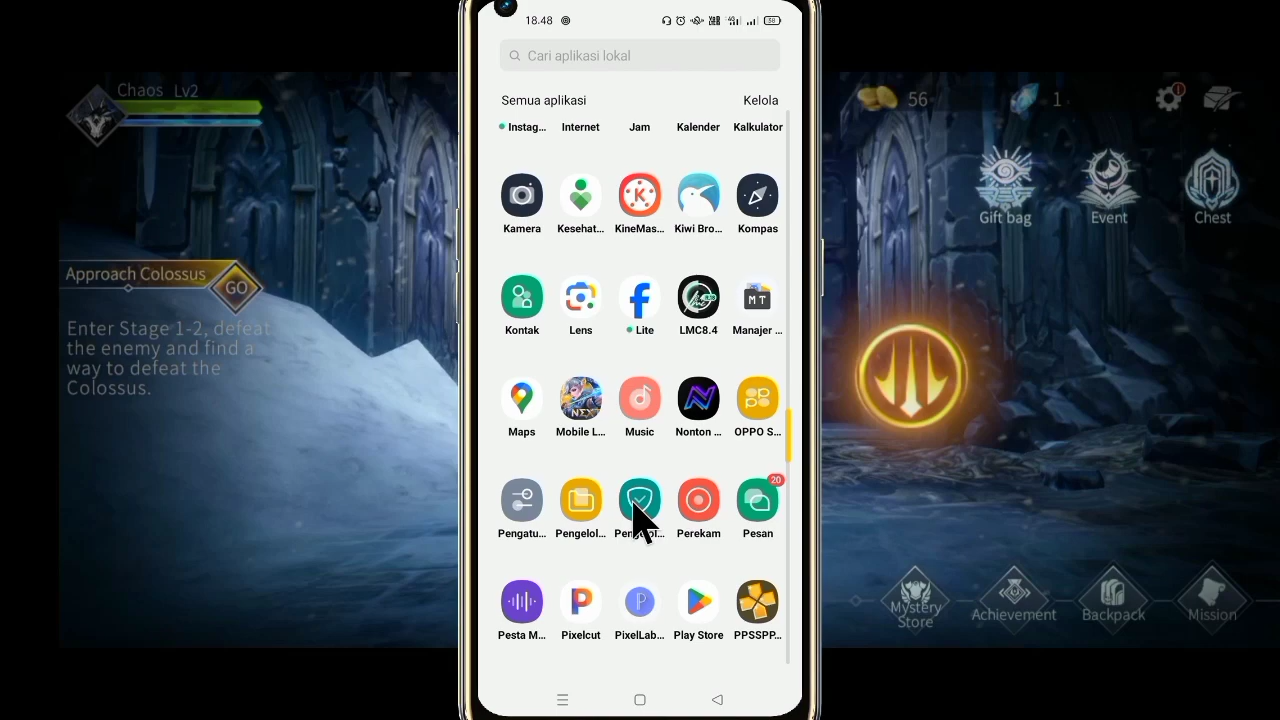 Chaos Lv2
Approach Colossus
GO
Enter Stage 1-2, defeat
the enemy and find a
way to defeat the
Colossus.
18.48
38
Cari aplikasi lokal
Semua aplikasi
Kelola
Instag...
Internet
Jam
Kalender
Kalkulator
Kamera
Kesehat...
KineMas...
Kiwi Bro...
Kompas
Kontak
Lens
Lite
LMC8.4
Manajer ...
MT
Maps
Mobile L...
Music
Nonton ...
OPPO S...
NEXT
20
Pengatu...
Pengelol...
Pengelol...
Perekam
Pesan
Pesta M...
Pixelcut
PixelLab...
Play Store
PPSSPP...
56
1
Gift bag
Event
Chest
Mystery
Store
Achievement
Backpack
Mission